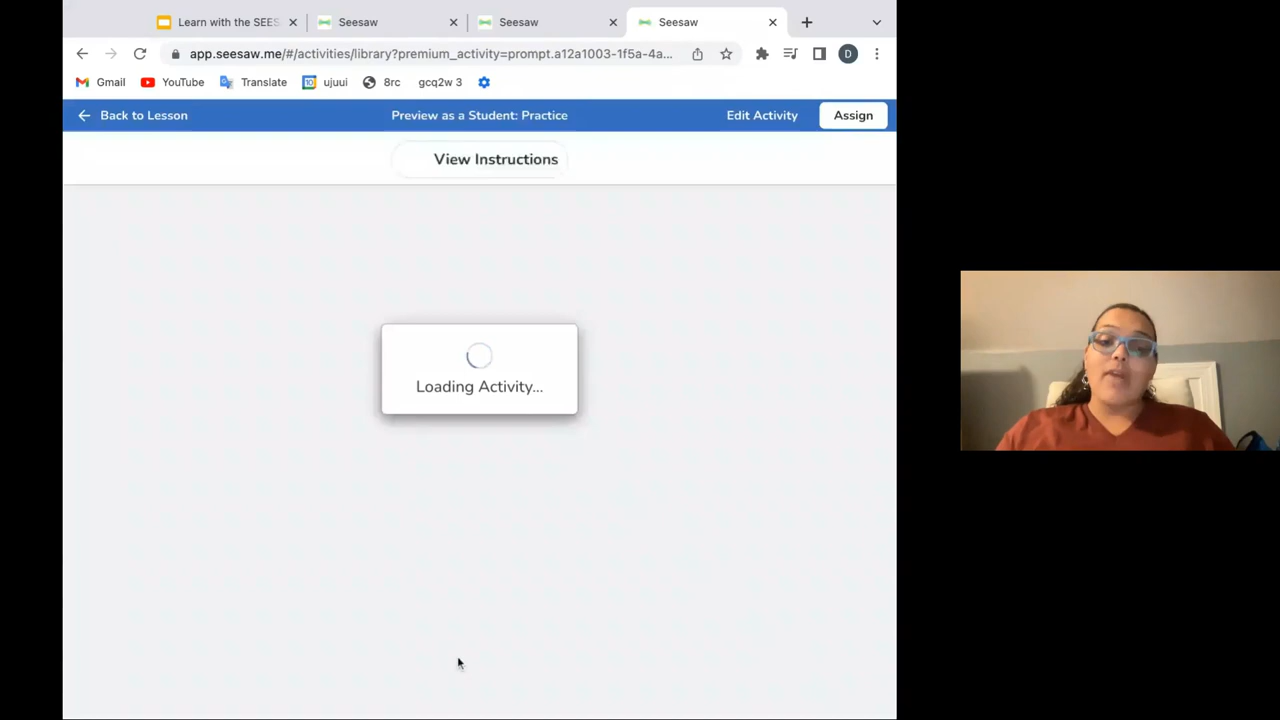 Learn with the SEES
Seesaw
Seesaw
Seesaw
app.seesaw.me/#/activities/library?premium_activity=prompt.a12a1003-1f5a-4a...
D
Gmail
YouTube
Translate
10
ujuui
8rc
gcq2w 3
Back to Lesson
Preview as a Student: Practice
Edit Activity
Assign
View Instructions
Loading Activity...